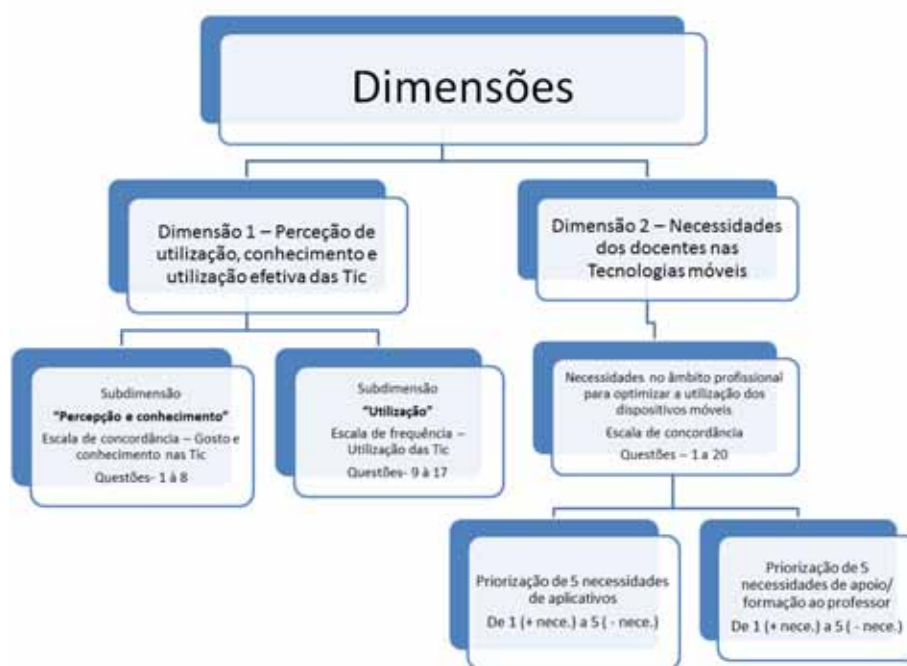 Dimensões
Dimensão 1 – Perceção de
utilização, conhecimento e
utilização efetiva das Tic
Dimensão 2 – Necessidades
dos docentes nas
Tecnologias móveis
Subdimensão
"Percepção e conhecimento"
Escala de concordância – Gosto e
conhecimento nas Tic
Questões- 1 à 8
Subdimensão
"Utilização"
Escala de frequência –
Utilização das Tic
Questões- 9 à 17
Necessidades no âmbito profissional
para optimizar a utilização dos
dispositivos móveis
Escala de concordância
Questões – 1 a 20
Priorização de 5 necessidades
de aplicativos
De 1 (+ nece.) a 5 ( - nece.)
Priorização de 5
necessidades de apoio/
formação ao professor
De 1 (+ nece.) a 5 ( - nece.)